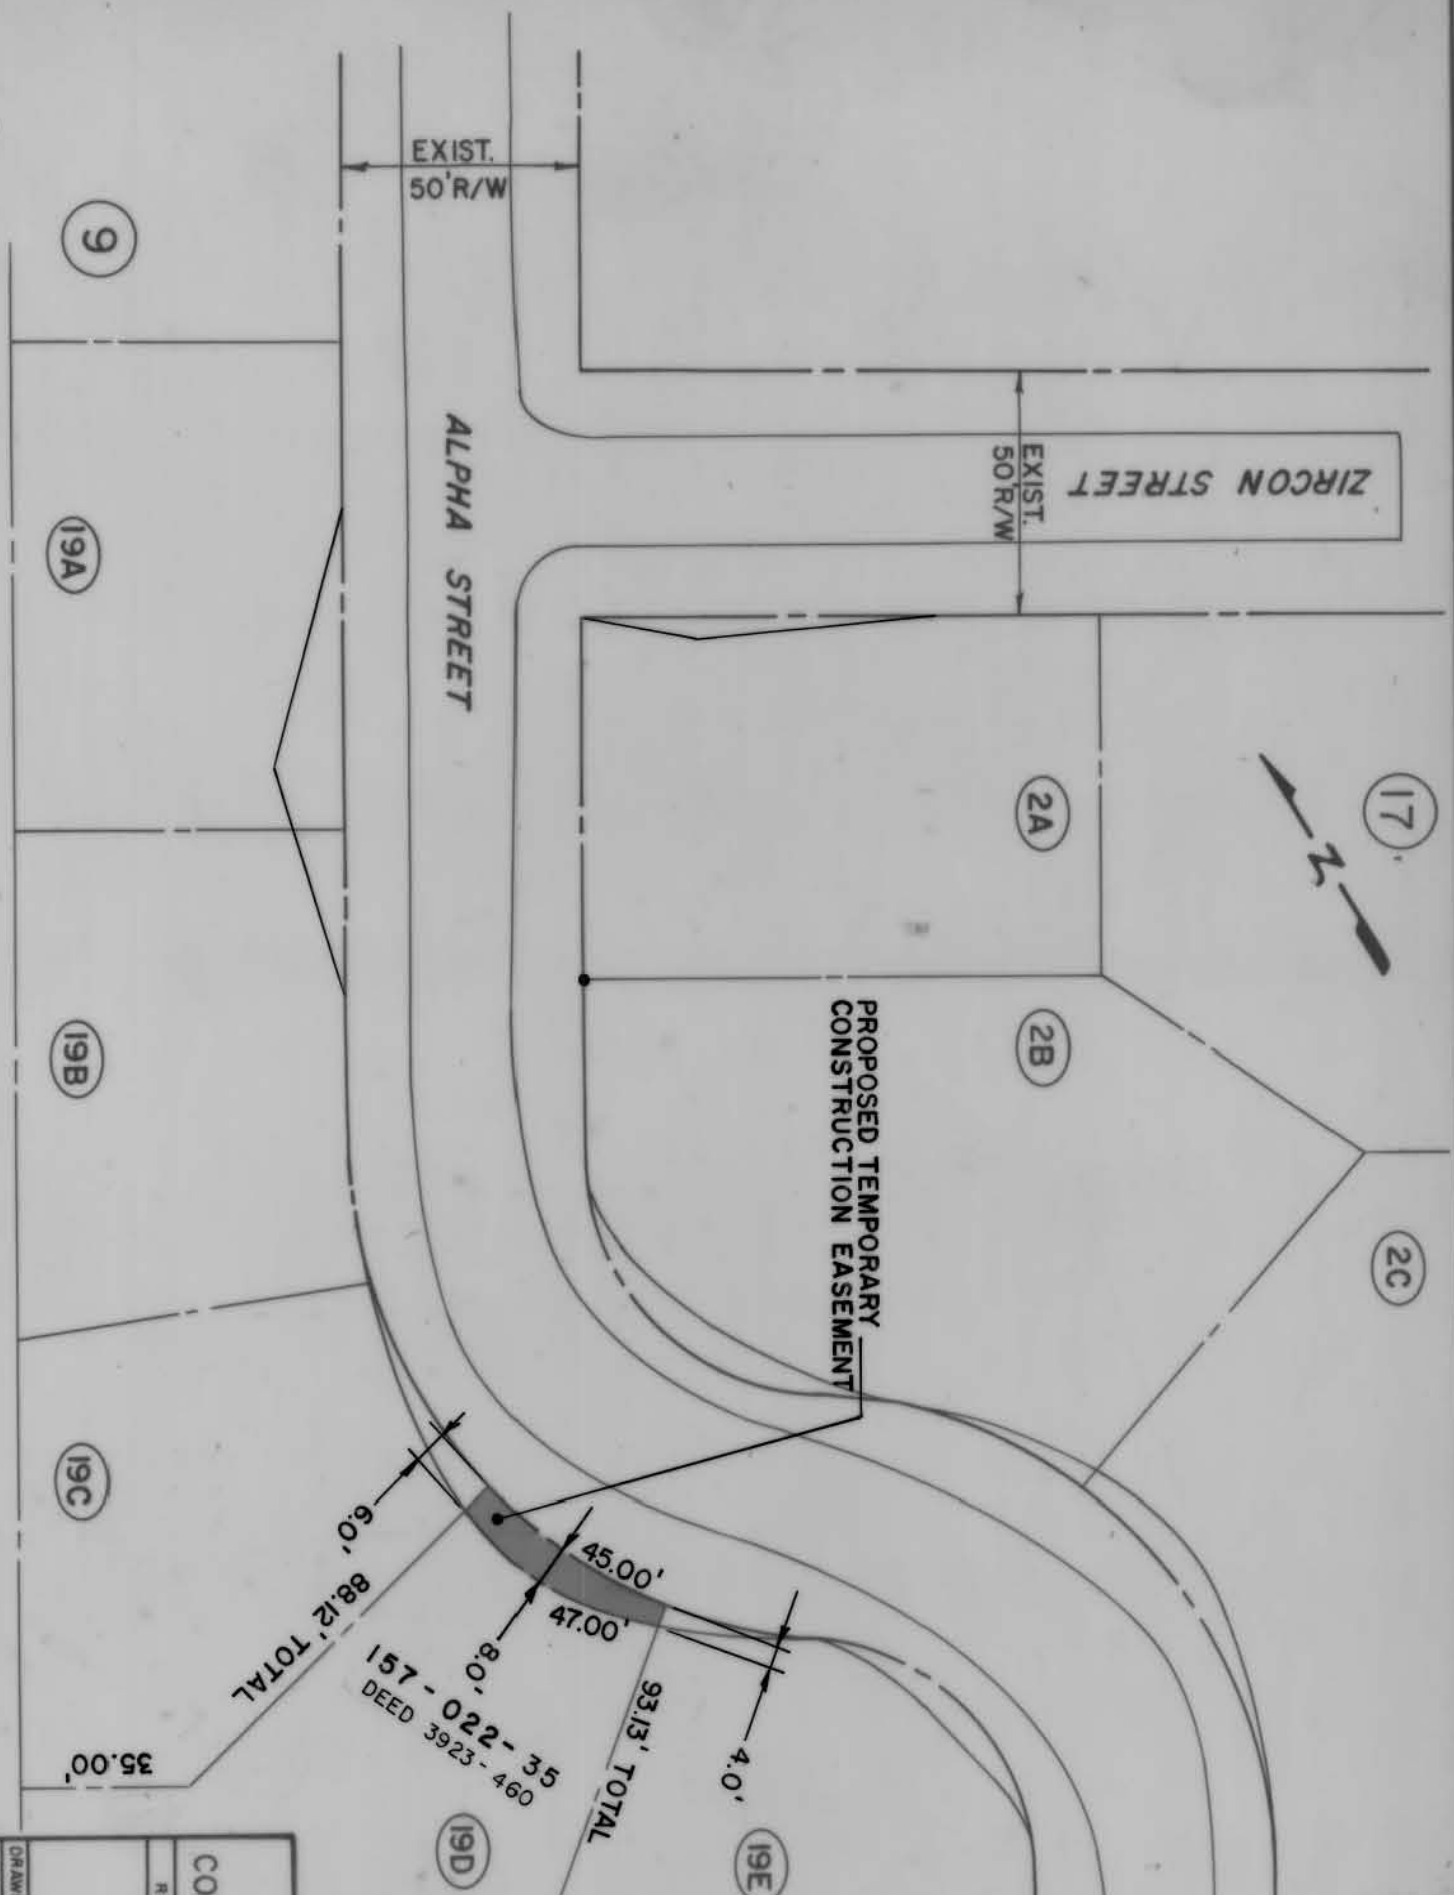 EXIST.
50'R/W
9
ALPHA STREET
ZIRCON STREET
EXIST.
50'R/W
19A
17
2A
N
2B
PROPOSED TEMPORARY
CONSTRUCTION EASEMENT
19B
2C
19C
6.0'
45.00'
47.00'
8.0'
4.0'
88.12' TOTAL
93.13' TOTAL
157-022-35
DEED 3923-460
35.00'
19D
19E
CO
R
DRAW